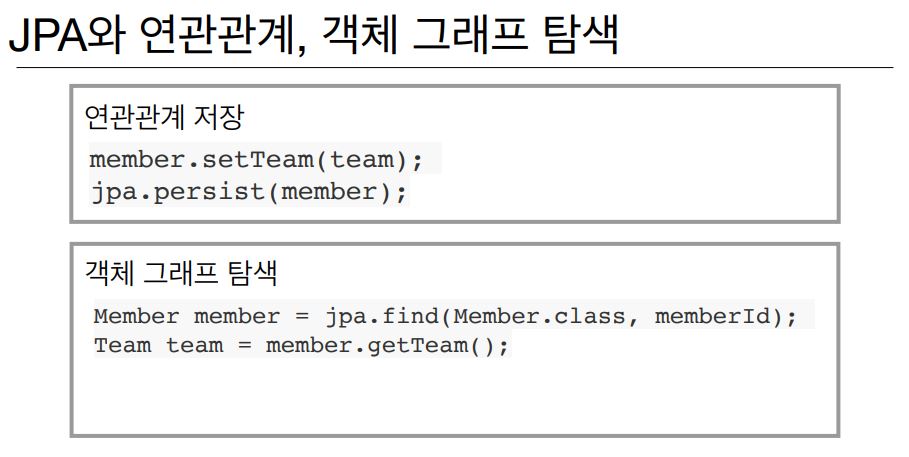 JPA와 연관관계, 객체 그래프 탐색
연관관계 저장
member.setTeam(team);
jpa.persist(member);
객체 그래프 탐색
Member member = jpa.find(Member.class, memberId);
Team team = member.getTeam();